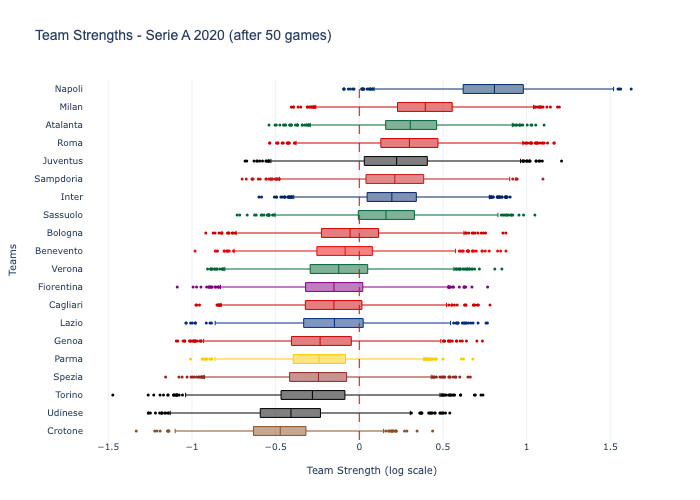 Team Strengths - Serie A 2020 (after 50 games)
Napoli
Milan
Atalanta
Roma
Juventus
Sampdoria
Inter
Sassuolo
Bologna
Benevento
Verona
Fiorentina
Cagliari
Lazio
Genoa
Parma
Spezia
Torino
Udinese
Crotone
Teams
−1.5
−1
−0.5
0
0.5
1
1.5
Team Strength (log scale)